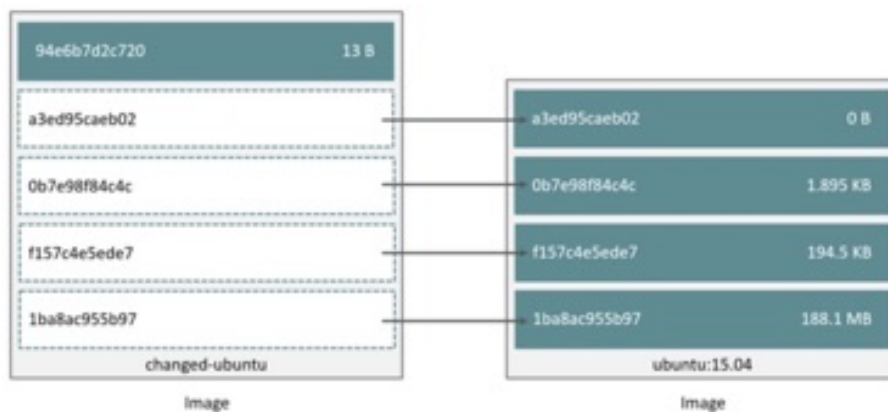 94e6b7d2c720 13 B
a3ed95caeb02
0b7e98f84c4c
f157c4e5ede7
1ba8ac955b97
changed-ubuntu
Image
a3ed95caeb02 0 B
0b7e98f84c4c 1.895 KB
f157c4e5ede7 194.5 KB
1ba8ac955b97 188.1 MB
ubuntu:15.04
Image